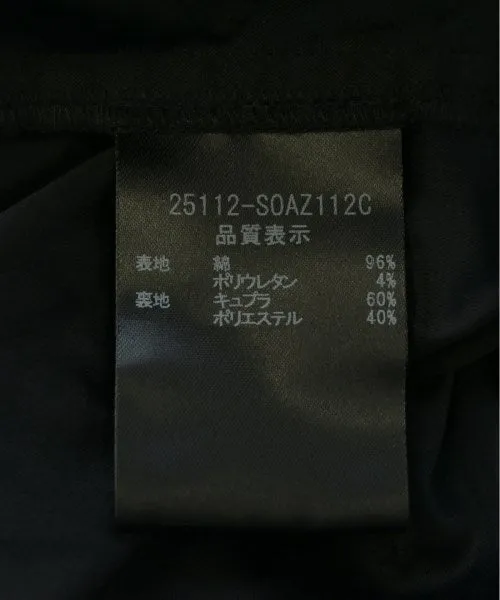 25112-SOAZ112C
品質表示
表地 綿 96%
ポリウレタン 4%
裏地 キュプラ 60%
ポリエステル 40%